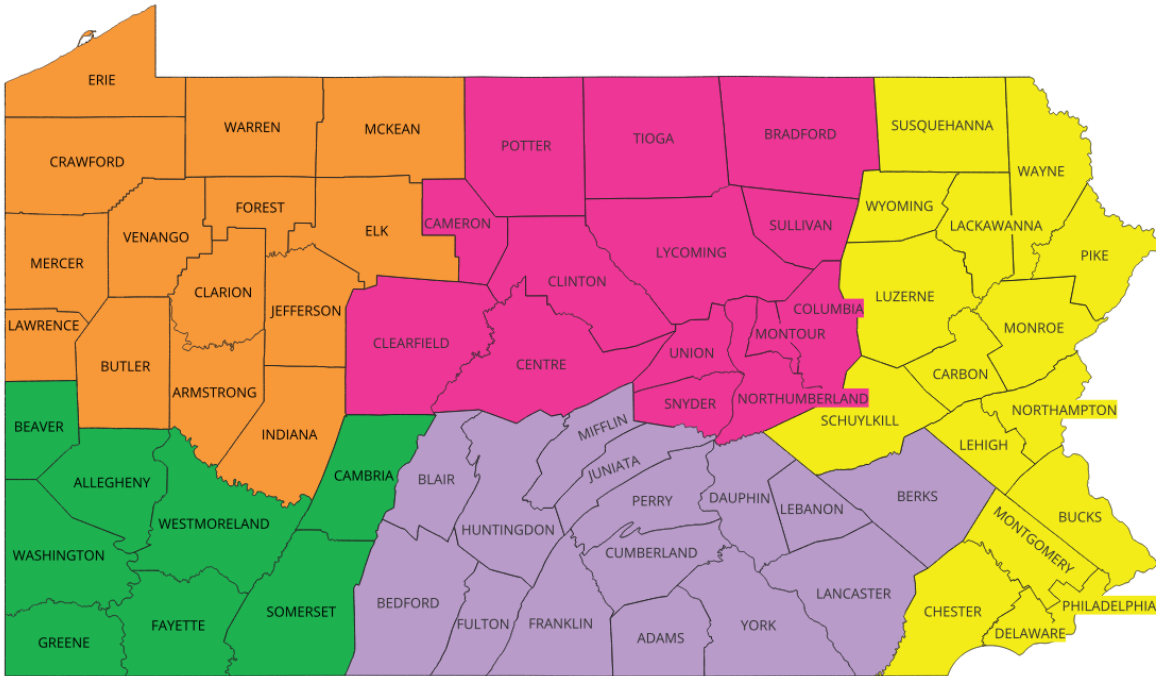 ERIE
WARREN
MCKEAN
POTTER
TIOGA
BRADFORD
SUSQUEHANNA
CRAWFORD
WAYNE
FOREST
WYOMING
VENANGO
CAMERON
ELK
SULLIVAN
LACKAWANNA
MERCER
LYCOMING
PIKE
CLARION
CLINTON
LUZERNE
LAWRENCE
JEFFERSON
COLUMBIA
MONROE
CLEARFIELD
MONTOUR
UNION
BUTLER
CENTRE
CARBON
ARMSTRONG
SNYDER
NORTHUMBERLAND
NORTHAMPTON
BEAVER
INDIANA
MIFFLIN
SCHUYLKILL
LEHIGH
ALLEGHENY
CAMBRIA
BLAIR
JUNIATA
PERRY
DAUPHIN
LEBANON
BERKS
BUCKS
WESTMORELAND
HUNTINGDON
MONTGOMERY
WASHINGTON
CUMBERLAND
BEDFORD
LANCASTER
SOMERSET
CHESTER
PHILADELPHIA
GREENE
FAYETTE
FULTON
FRANKLIN
ADAMS
YORK
DELAWARE